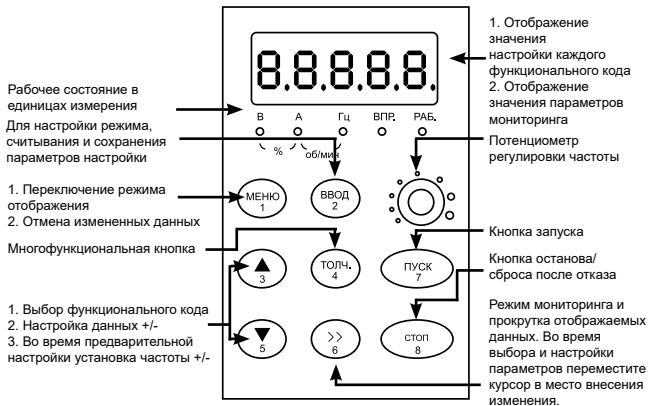 1. Отображение
значения
настройки каждого
функционального кода
2. Отображение
значения параметров
мониторинга
8.8.8.8.8.
Рабочее состояние в
единицах измерения
В А Гц ВПР. РАБ.
% об/мин
Для настройки режима,
считывания и сохранения
параметров настройки
Потенциометр
регулировки частоты
1. Переключение режима
отображения
2. Отмена измененных данных
МЕНЮ
1
ВВОД
2
Многофункциональная кнопка
Кнопка запуска
3
ТОЛЧ.
4
ПУСК
7
Кнопка останова/
сброса после отказа
1. Выбор функционального кода
2. Настройка данных +/-
3. Во время предварительной
настройки установка частоты +/-
5
>>
6
стоп
8
Режим мониторинга и
прокрутка отображаемых
данных. Во время
выбора и настройки
параметров переместите
курсор в место внесения
изменения.